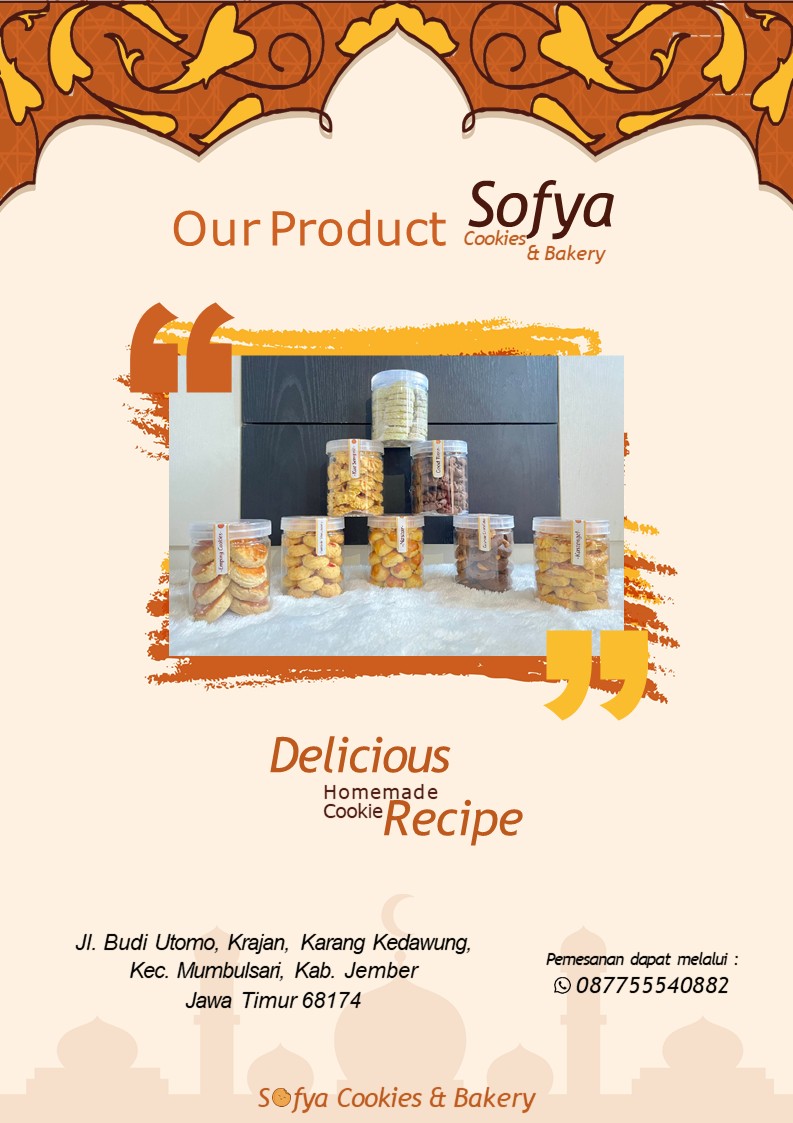 Our Product
Sofya
Cookies
& Bakery
Delicious
Homemade
Cookie
Recipe
Jl. Budi Utomo, Krajan, Karang Kedawung,
Kec. Mumbulsari, Kab. Jember
Jawa Timur 68174
Pemesanan dapat melalui :
087755540882
Sofya Cookies & Bakery